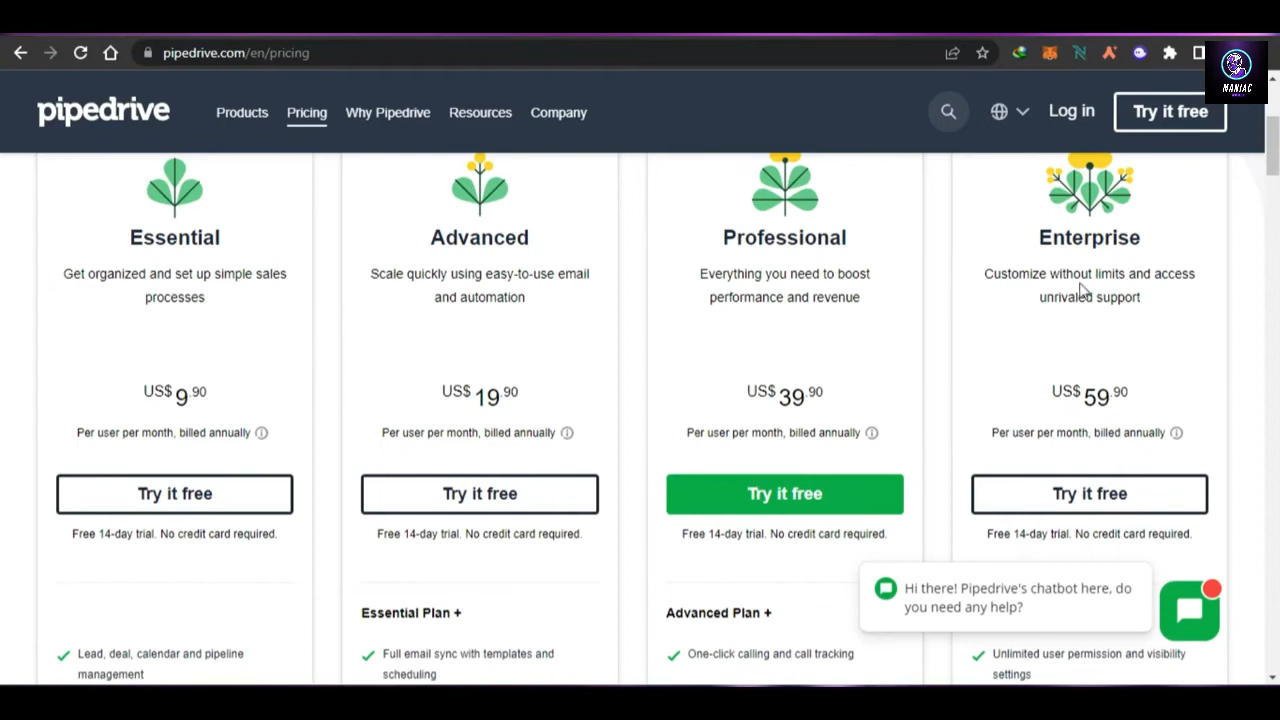 pipedrive.com/en/pricing
MANIAC
pipedrive
Products
Pricing
Why Pipedrive
Resources
Company
Log in
Try it free
Essential
Get organized and set up simple sales
processes
US$ 9.90
Per user per month, billed annually
Try it free
Free 14-day trial. No credit card required.
Lead, deal, calendar and pipeline
management
Advanced
Scale quickly using easy-to-use email
and automation
US$ 19.90
Per user per month, billed annually
Try it free
Free 14-day trial. No credit card required.
Essential Plan +
Full email sync with templates and
scheduling
Professional
Everything you need to boost
performance and revenue
US$ 39.90
Per user per month, billed annually
Try it free
Free 14-day trial. No credit card required.
Advanced Plan +
One-click calling and call tracking
Enterprise
Customize without limits and access
unrivaled support
US$ 59.90
Per user per month, billed annually
Try it free
Free 14-day trial. No credit card required.
Unlimited user permission and visibility
settings
Hi there! Pipedrive's chatbot here, do
you need any help?